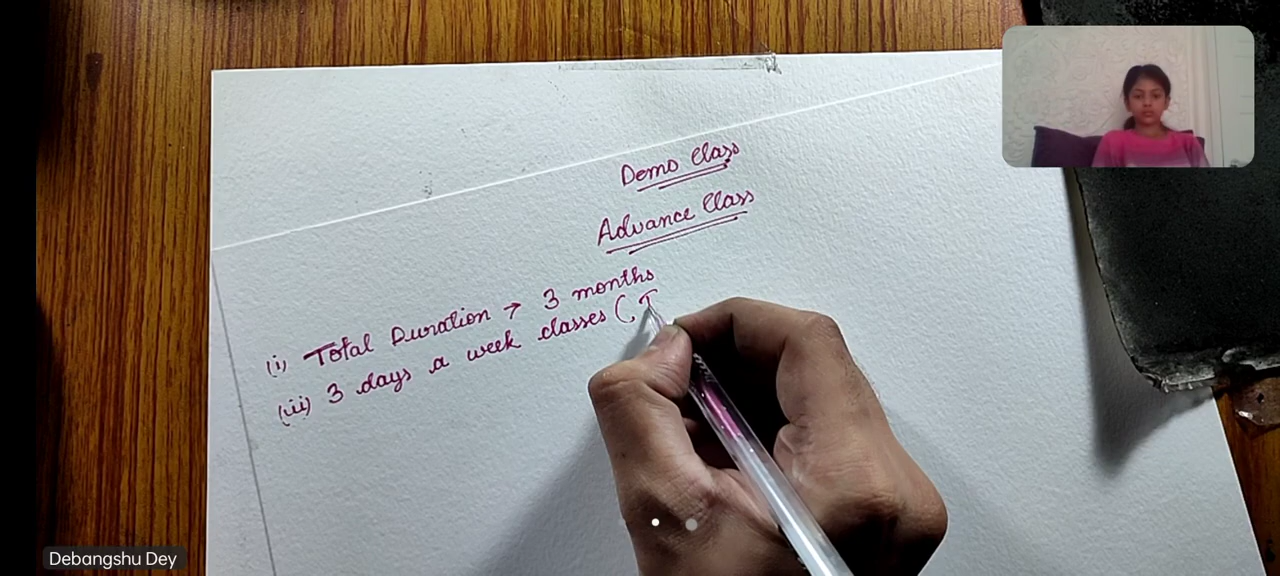 Demo Class
Advance Class
(i) Total Duration → 3 months
(ii) 3 days a week classes ( T
Debangshu Dey